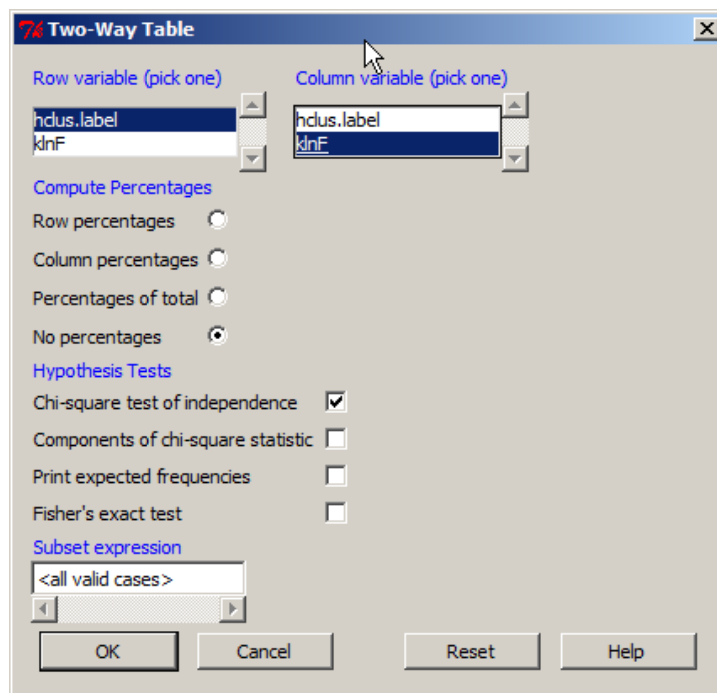 Two-Way Table
Row variable (pick one) Column variable (pick one)
hclus.label hclus.label
klnF klnF
Compute Percentages
Row percentages
Column percentages
Percentages of total
No percentages
Hypothesis Tests
Chi-square test of independence
Components of chi-square statistic
Print expected frequencies
Fisher's exact test
Subset expression
<all valid cases>
OK Cancel Reset Help